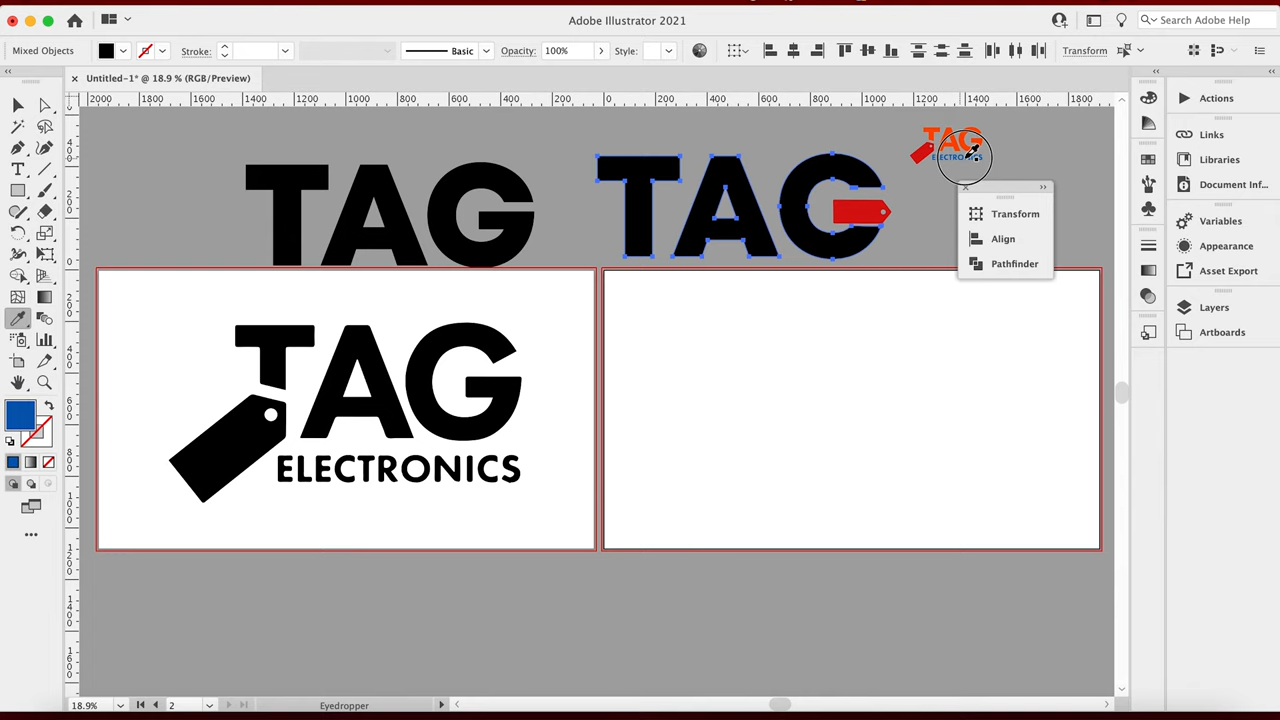 Adobe Illustrator 2021
Search Adobe Help
Mixed Objects
Stroke:
Basic
Opacity: 100%
Style:
Transform
Untitled-1* @ 18.9 % (RGB/Preview)
2000 1800 1600 1400 1200 1000 800 600 400 200 0 200 400 600 800 1000 1200 1400 1600 1800
TAG
TAG
TAG
ELECTRONICS
TAG
ELECTRONICS
Transform
Align
Pathfinder
Actions
Links
Libraries
Document Inf...
Variables
Appearance
Asset Export
Layers
Artboards
18.9%
2
Eyedropper